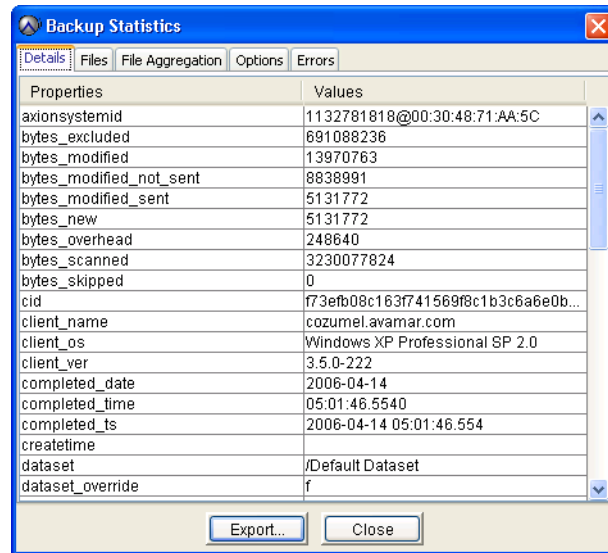 Backup Statistics
Details Files File Aggregation Options Errors
Properties Values
axionsystemid 1132781818@00:30:48:71:AA:5C
bytes_excluded 691088236
bytes_modified 13970763
bytes_modified_not_sent 8838991
bytes_modified_sent 5131772
bytes_new 5131772
bytes_overhead 248640
bytes_scanned 3230077824
bytes_skipped 0
cid f73efb08c163f741569f8c1b3c6a6e0b...
client_name cozumel.avamar.com
client_os Windows XP Professional SP 2.0
client_ver 3.5.0-222
completed_date 2006-04-14
completed_time 05:01:46.5540
completed_ts 2006-04-14 05:01:46.554
createtime
dataset /Default Dataset
dataset_override f
Export... Close